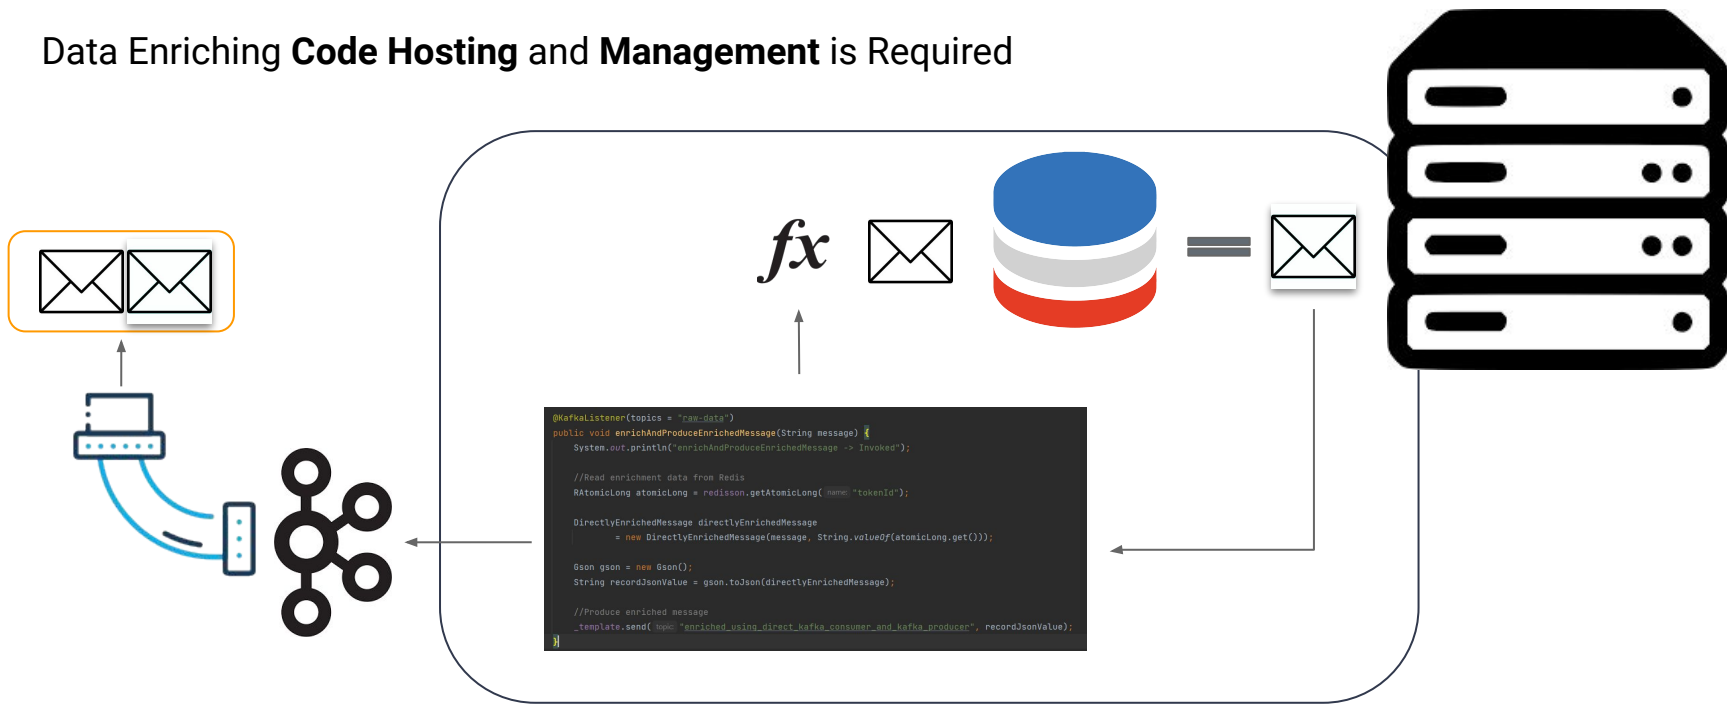 Data Enriching Code Hosting and Management is Required
fx
@KafkaListener(topics = "raw-data")
public void enrichAndProduceEnrichedMessage(String message) {
System.out.println("enrichAndProduceEnrichedMessage -> Invoked");
//Read enrichment data from Redis
RAtomicLong atomicLong = redisson.getAtomicLong( name: "tokenId");
DirectlyEnrichedMessage directlyEnrichedMessage
= new DirectlyEnrichedMessage(message, String.valueOf(atomicLong.get()));
Gson gson = new Gson();
String recordJsonValue = gson.toJson(directlyEnrichedMessage);
//Produce enriched message
_template.send( topic: "enriched_using_direct_kafka_consumer_and_kafka_producer", recordJsonValue);
}